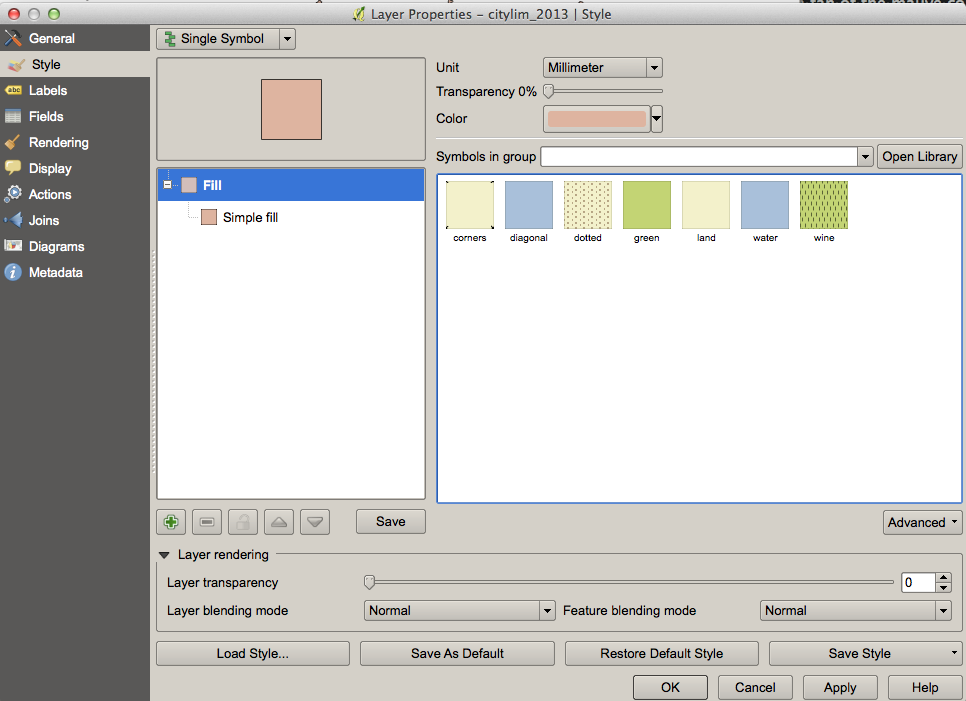 Layer Properties – citylim_2013 | Style
General
Style
abc Labels
Fields
Rendering
Display
Actions
Joins
Diagrams
Metadata
Single Symbol
Unit Millimeter
Transparency 0%
Color
Symbols in group
Open Library
Fill
Simple fill
corners diagonal dotted green land water wine
Save
Advanced
Layer rendering
Layer transparency 0
Layer blending mode Normal Feature blending mode Normal
Load Style... Save As Default Restore Default Style Save Style
OK Cancel Apply Help